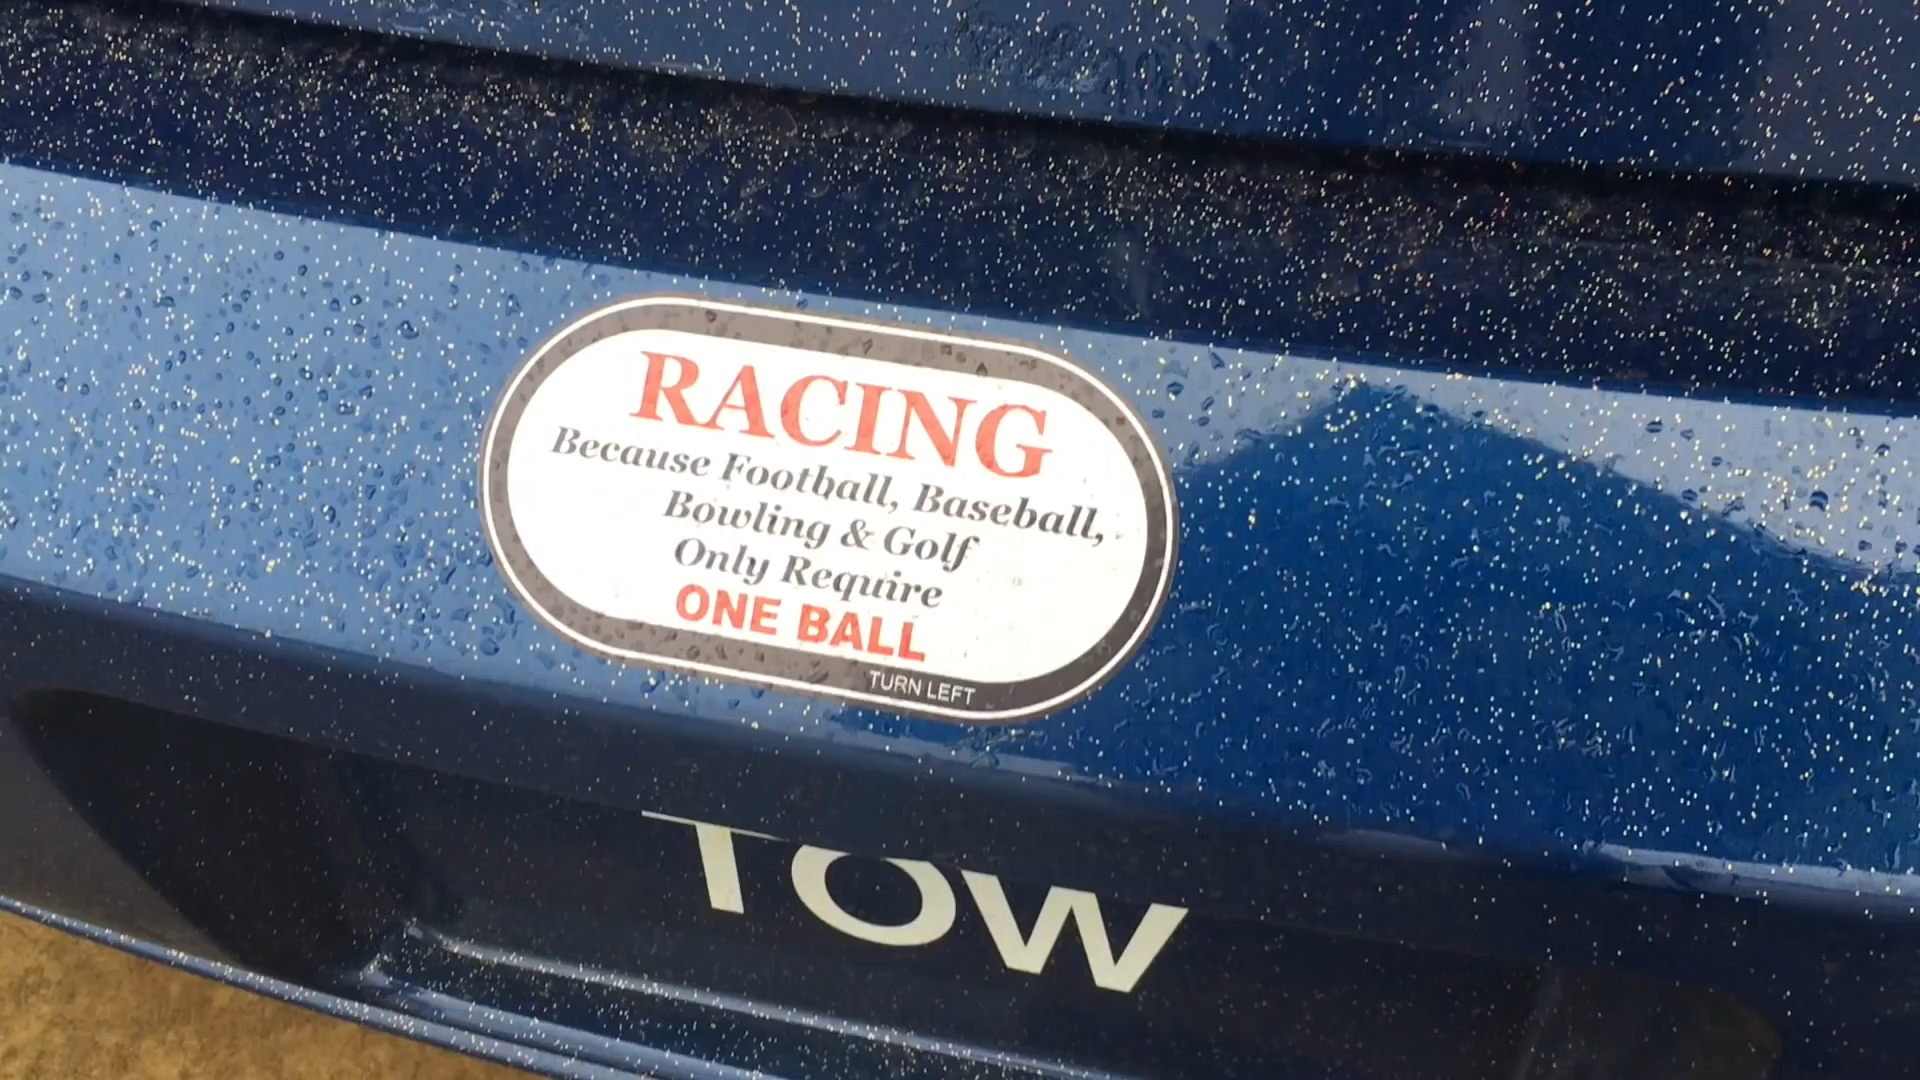 RACING
Because Football, Baseball,
Bowling & Golf
Only Require
ONE BALL
TURN LEFT
TOW